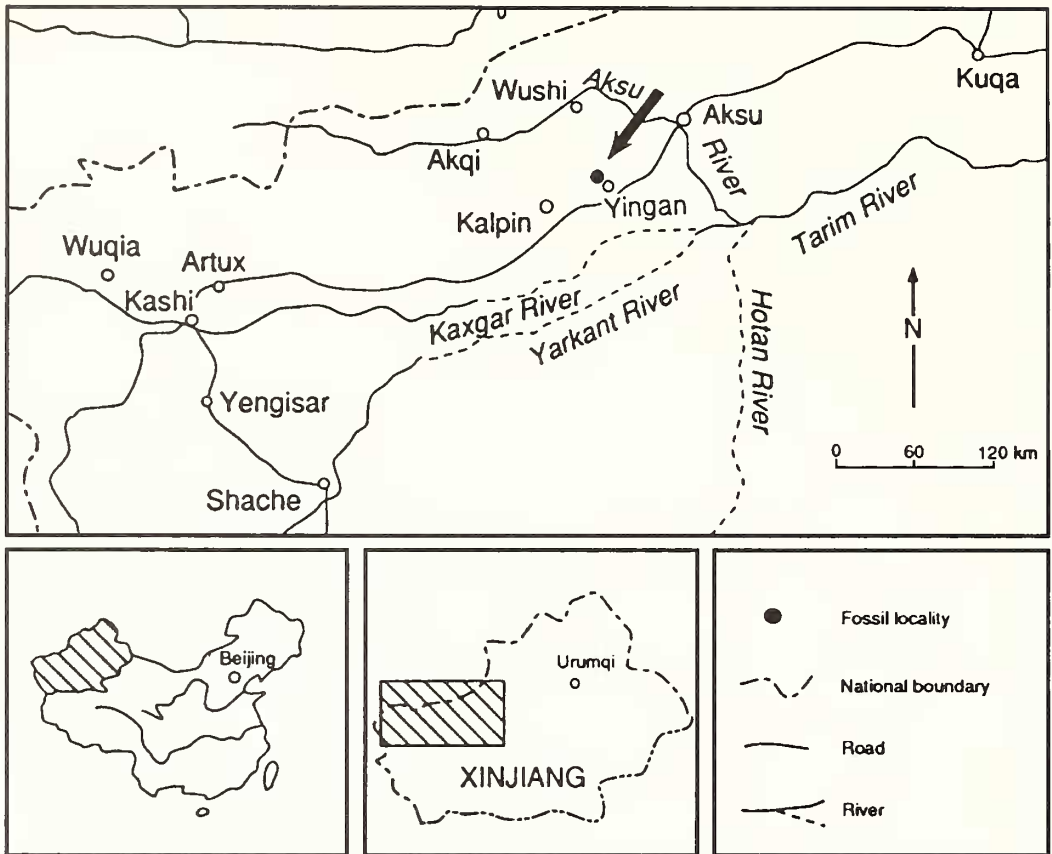 Kuqa
Wushi
Aksu
Aksu
River
Akqi
Yingan
Kalpin
Tarim River
Wuqia
Artux
Kashi
Kaxgar River
Yarkant River
Hotan River
N
Yengisar
0 60 120 km
Shache
Beijing
Urumqi
XINJIANG
Fossil locality
National boundary
Road
River